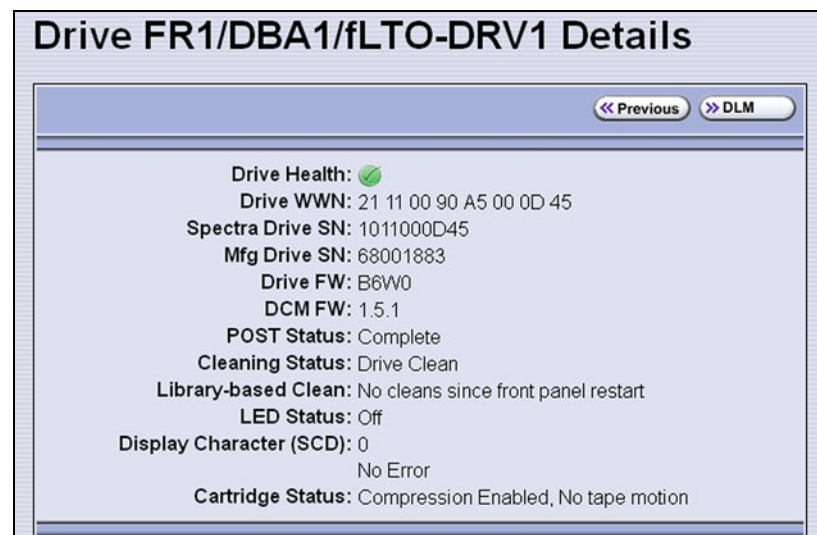 Drive FR1/DBA1/fLTO-DRV1 Details
Previous DLM
Drive Health:
Drive WWN: 21 11 00 90 A5 00 0D 45
Spectra Drive SN: 1011000D45
Mfg Drive SN: 68001883
Drive FW: B6W0
DCM FW: 1.5.1
POST Status: Complete
Cleaning Status: Drive Clean
Library-based Clean: No cleans since front panel restart
LED Status: Off
Display Character (SCD): 0
No Error
Cartridge Status: Compression Enabled, No tape motion